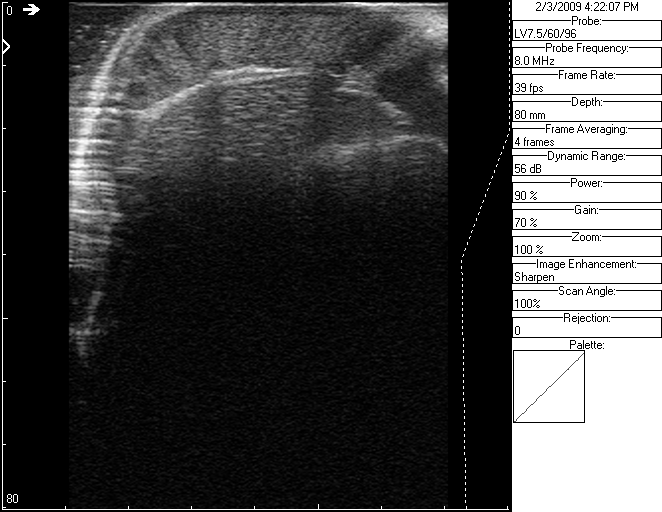 0
80
2/3/2009 4:22:07 PM
Probe:
LV7.5/60/96
Probe Frequency:
8.0 MHz
Frame Rate:
39 fps
Depth:
80 mm
Frame Averaging:
4 frames
Dynamic Range:
56 dB
Power:
90 %
Gain:
70 %
Zoom:
100 %
Image Enhancement:
Sharpen
Scan Angle:
100%
Rejection:
0
Palette: